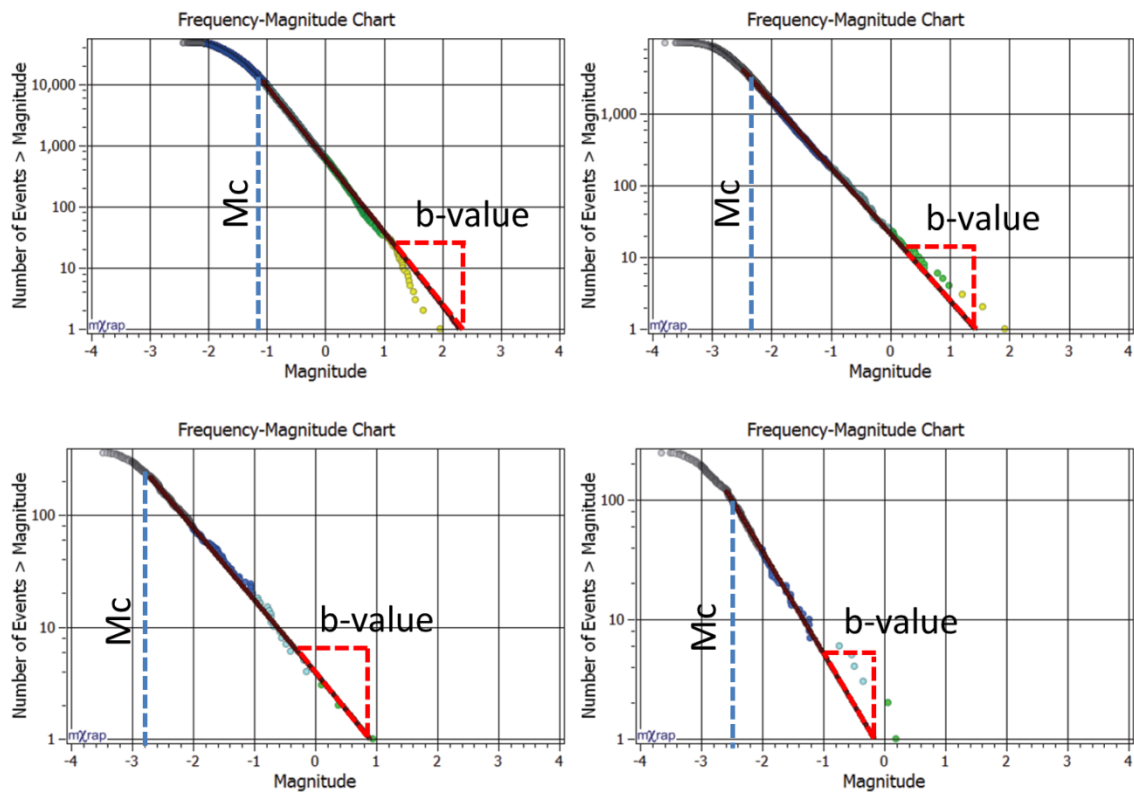 Frequency-Magnitude Chart
Number of Events > Magnitude
10,000
1,000
100
10
1
Mc
b-value
mXrap
-4 -3 -2 -1 0 1 2 3 4
Magnitude
Frequency-Magnitude Chart
Number of Events > Magnitude
1,000
100
10
1
Mc
b-value
mXrap
-4 -3 -2 -1 0 1 2 3 4
Magnitude
Frequency-Magnitude Chart
Number of Events > Magnitude
100
10
1
Mc
b-value
mXrap
-4 -3 -2 -1 0 1 2 3 4
Magnitude
Frequency-Magnitude Chart
Number of Events > Magnitude
100
10
1
Mc
b-value
mXrap
-4 -3 -2 -1 0 1 2 3 4
Magnitude